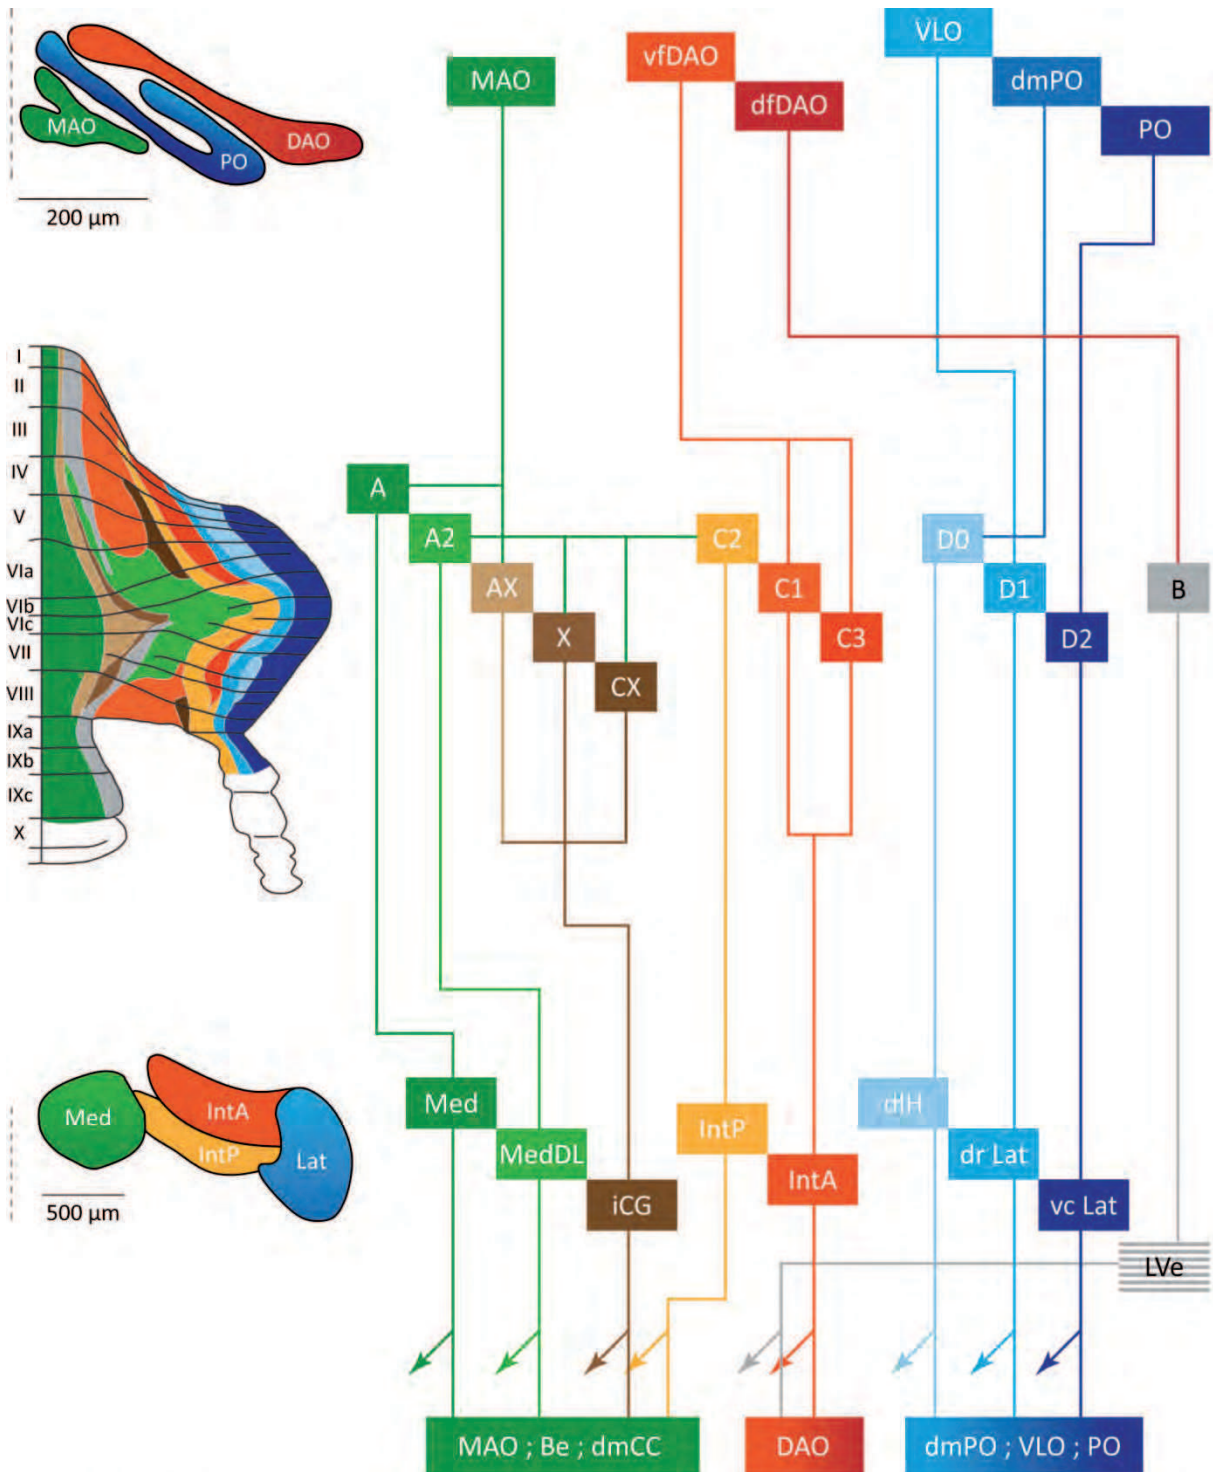 MAO
PO
DAO
200 µm
MAO
vfDAO
dfDAO
VLO
dmPO
PO
I
II
III
IV
V
VIa
VIb
VIc
VII
VIII
IXa
IXb
IXc
X
A
A2
AX
X
CX
C2
C1
C3
D0
D1
D2
B
Med
IntA
IntP
Lat
500 µm
Med
MedDL
iCG
IntP
IntA
dlH
dr Lat
vc Lat
LVe
MAO ; Be ; dmCC
DAO
dmPO ; VLO ; PO